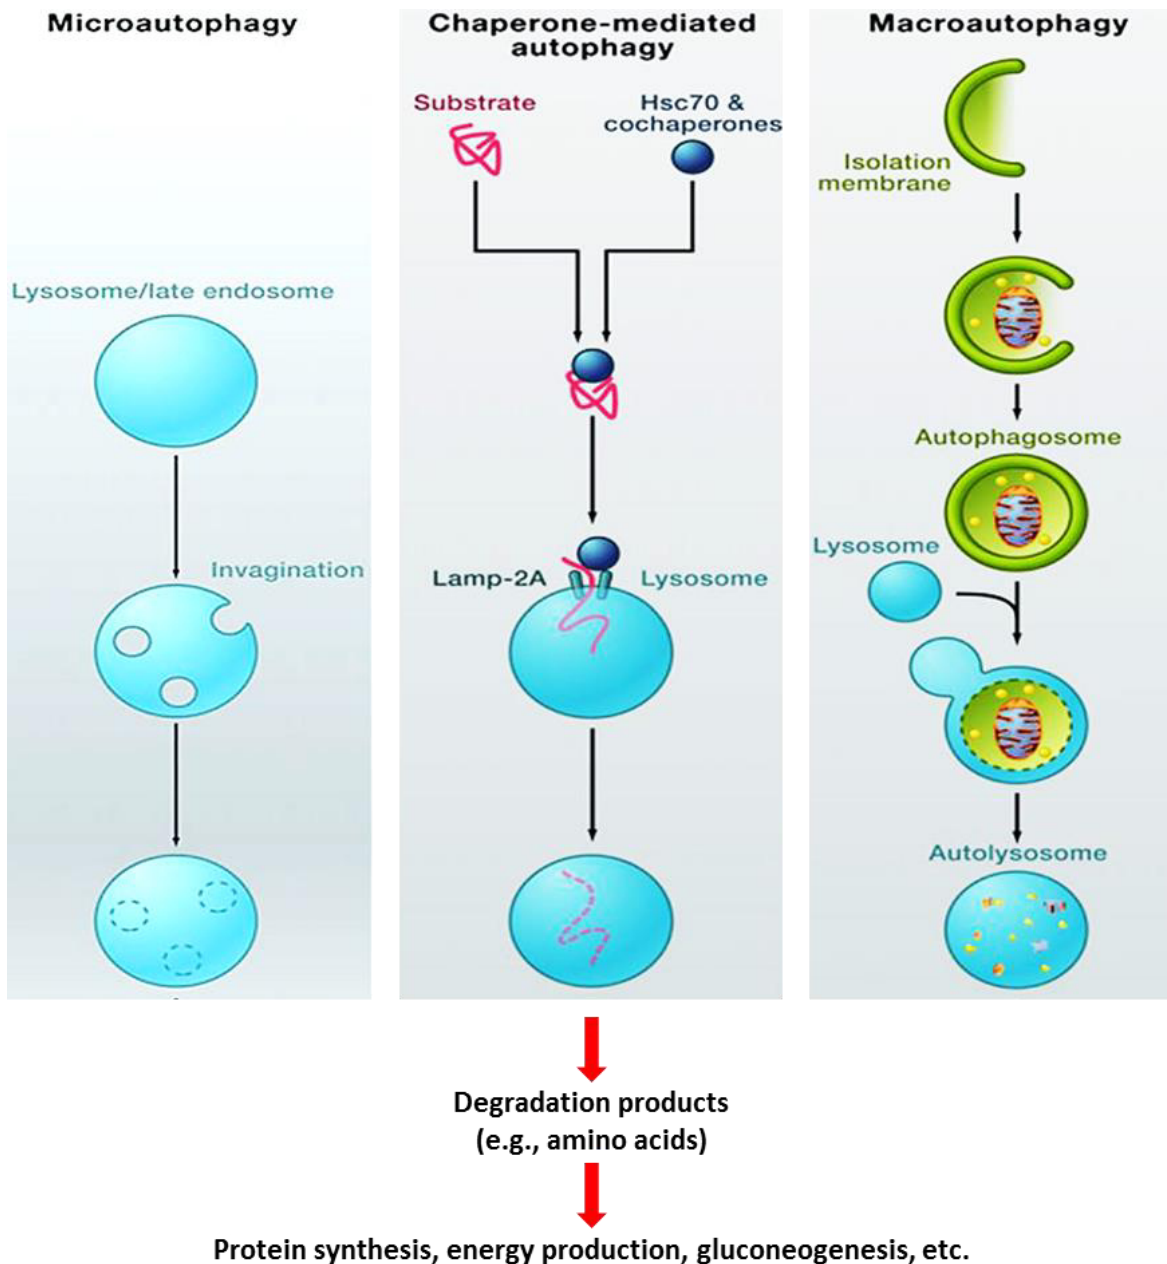 Microautophagy
Lysosome/late endosome
Invagination
Chaperone-mediated
autophagy
Substrate
Hsc70 &
cochaperones
Lamp-2A
Lysosome
Macroautophagy
Isolation
membrane
Autophagosome
Lysosome
Autolysosome
Degradation products
(e.g., amino acids)
Protein synthesis, energy production, gluconeogenesis, etc.